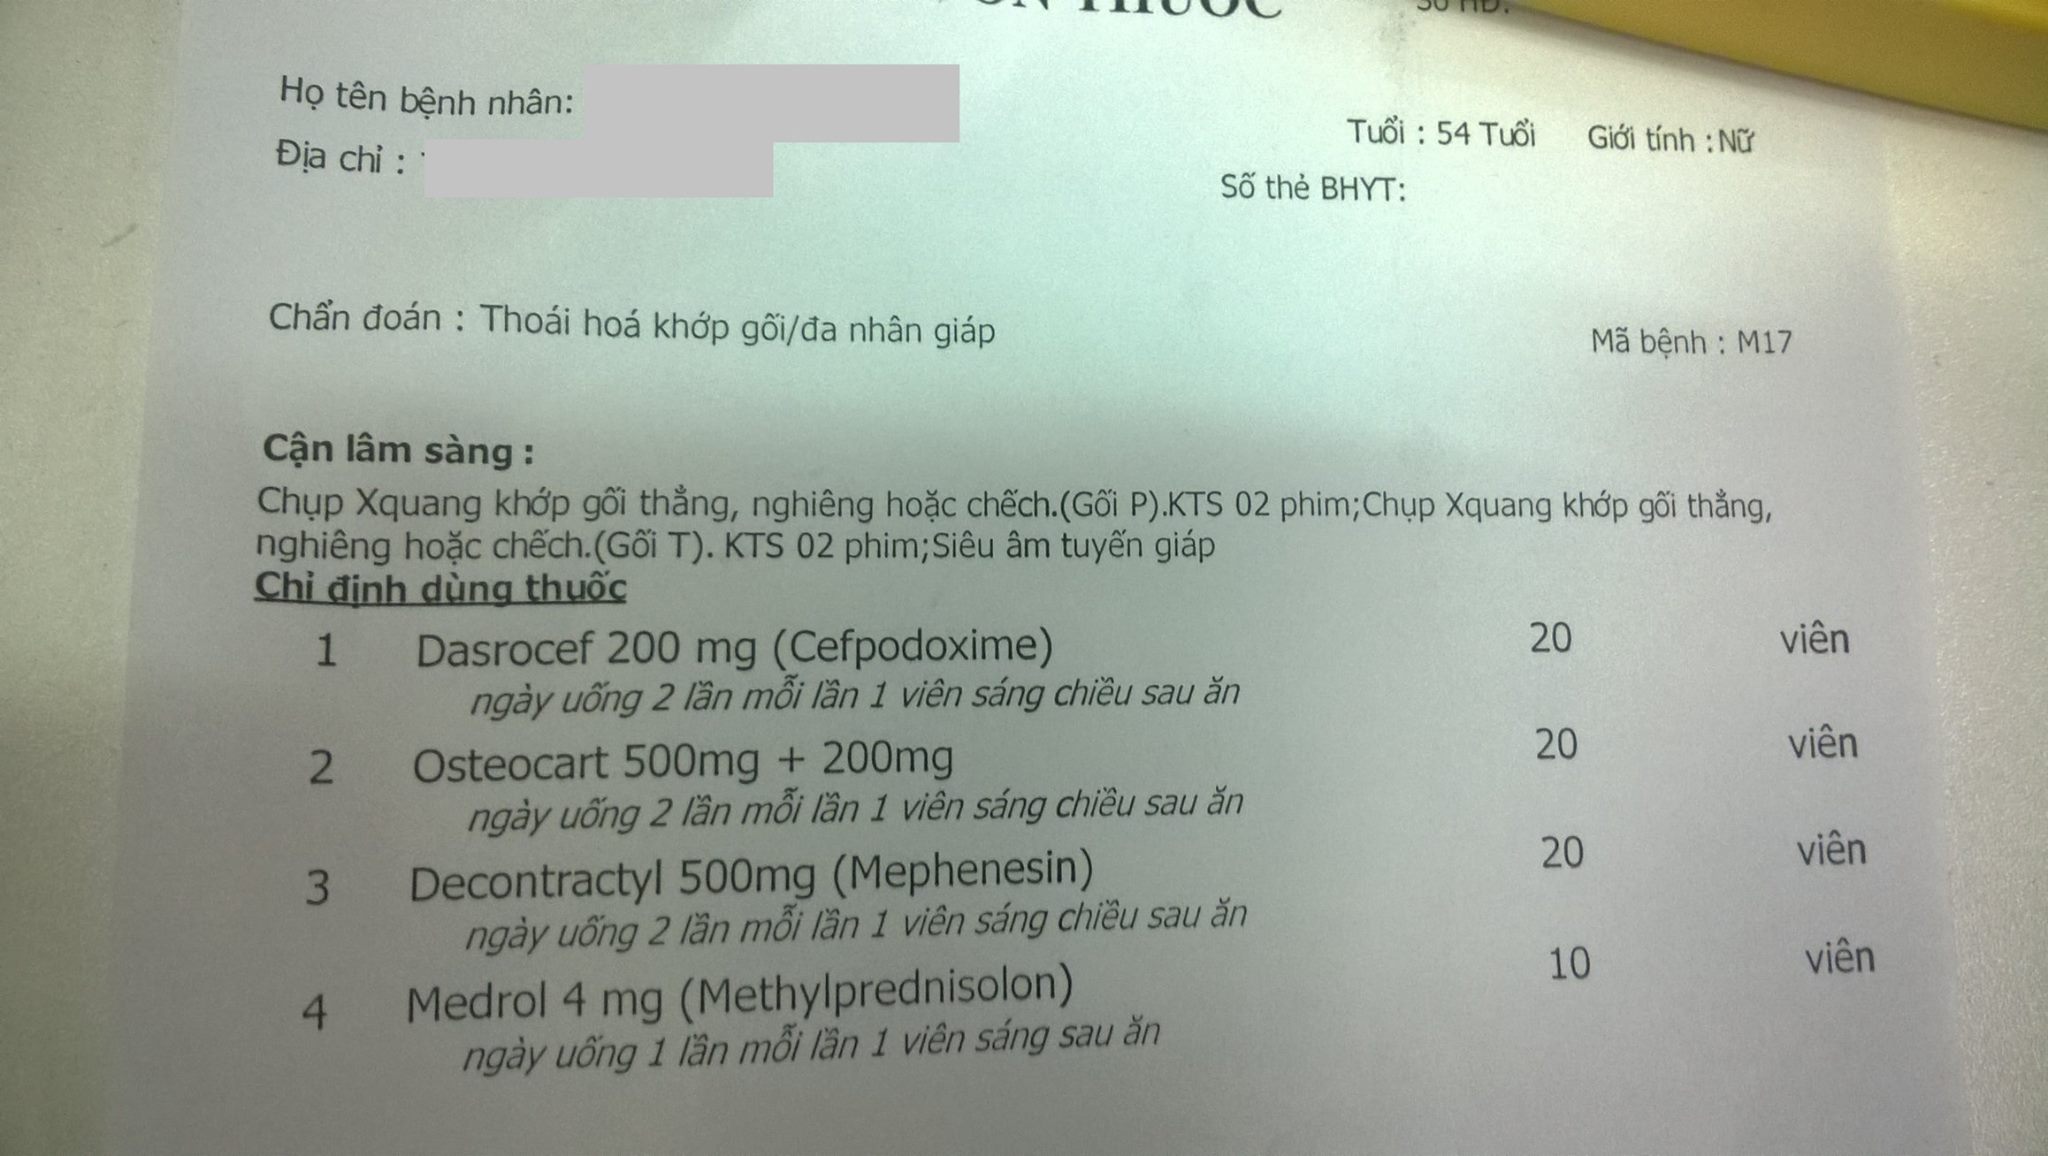 THUỐC
Họ tên bệnh nhân:
Tuổi : 54 Tuổi Giới tính : Nữ
Địa chỉ :
Số thẻ BHYT:
Chẩn đoán : Thoái hoá khớp gối/đa nhân giáp Mã bệnh : M17
Cận lâm sàng :
Chụp Xquang khớp gối thẳng, nghiêng hoặc chếch.(Gối P).KTS 02 phim;Chụp Xquang khớp gối thẳng,
nghiêng hoặc chếch.(Gối T). KTS 02 phim;Siêu âm tuyến giáp
Chỉ định dùng thuốc
1 Dasrocef 200 mg (Cefpodoxime) 20 viên
ngày uống 2 lần mỗi lần 1 viên sáng chiều sau ăn
2 Osteocart 500mg + 200mg 20 viên
ngày uống 2 lần mỗi lần 1 viên sáng chiều sau ăn
3 Decontractyl 500mg (Mephenesin) 20 viên
ngày uống 2 lần mỗi lần 1 viên sáng chiều sau ăn
4 Medrol 4 mg (Methylprednisolon) 10 viên
ngày uống 1 lần mỗi lần 1 viên sáng sau ăn